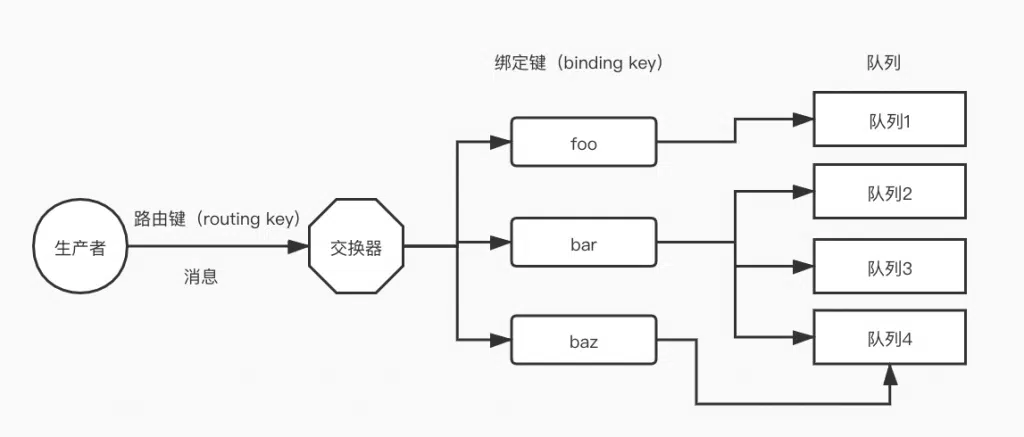 绑定键（binding key）
队列
foo
队列1
bar
队列2
队列3
baz
队列4
生产者
路由键（routing key）
消息
交换器